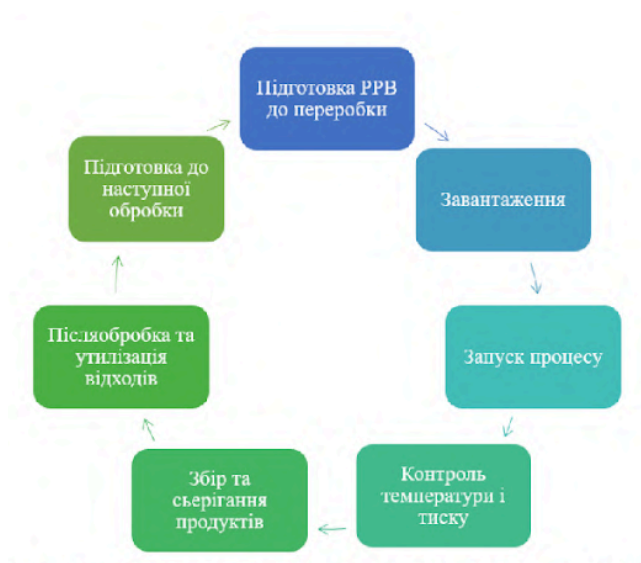 Підготовка РРВ
до переробки
Завантаження
Запуск процесу
Контроль
температури і
тиску
Збір та
сьерігання
продуктів
Післяобробка та
утилізація
відходів
Підготовка до
наступної
обробки